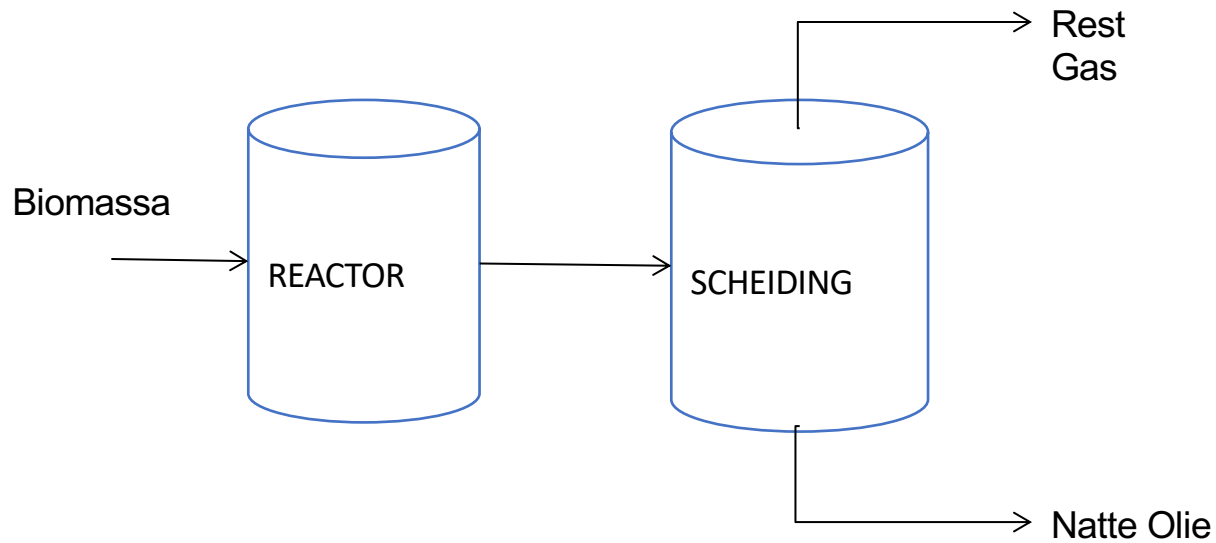 Rest
Gas
Biomassa
REACTOR
SCHEIDING
Natte Olie